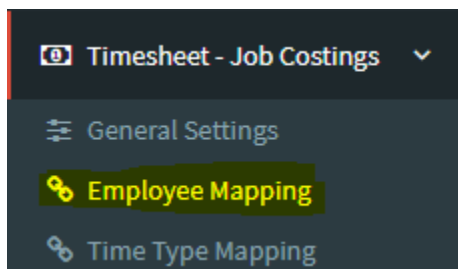 Timesheet - Job Costings
General Settings
Employee Mapping
Time Type Mapping